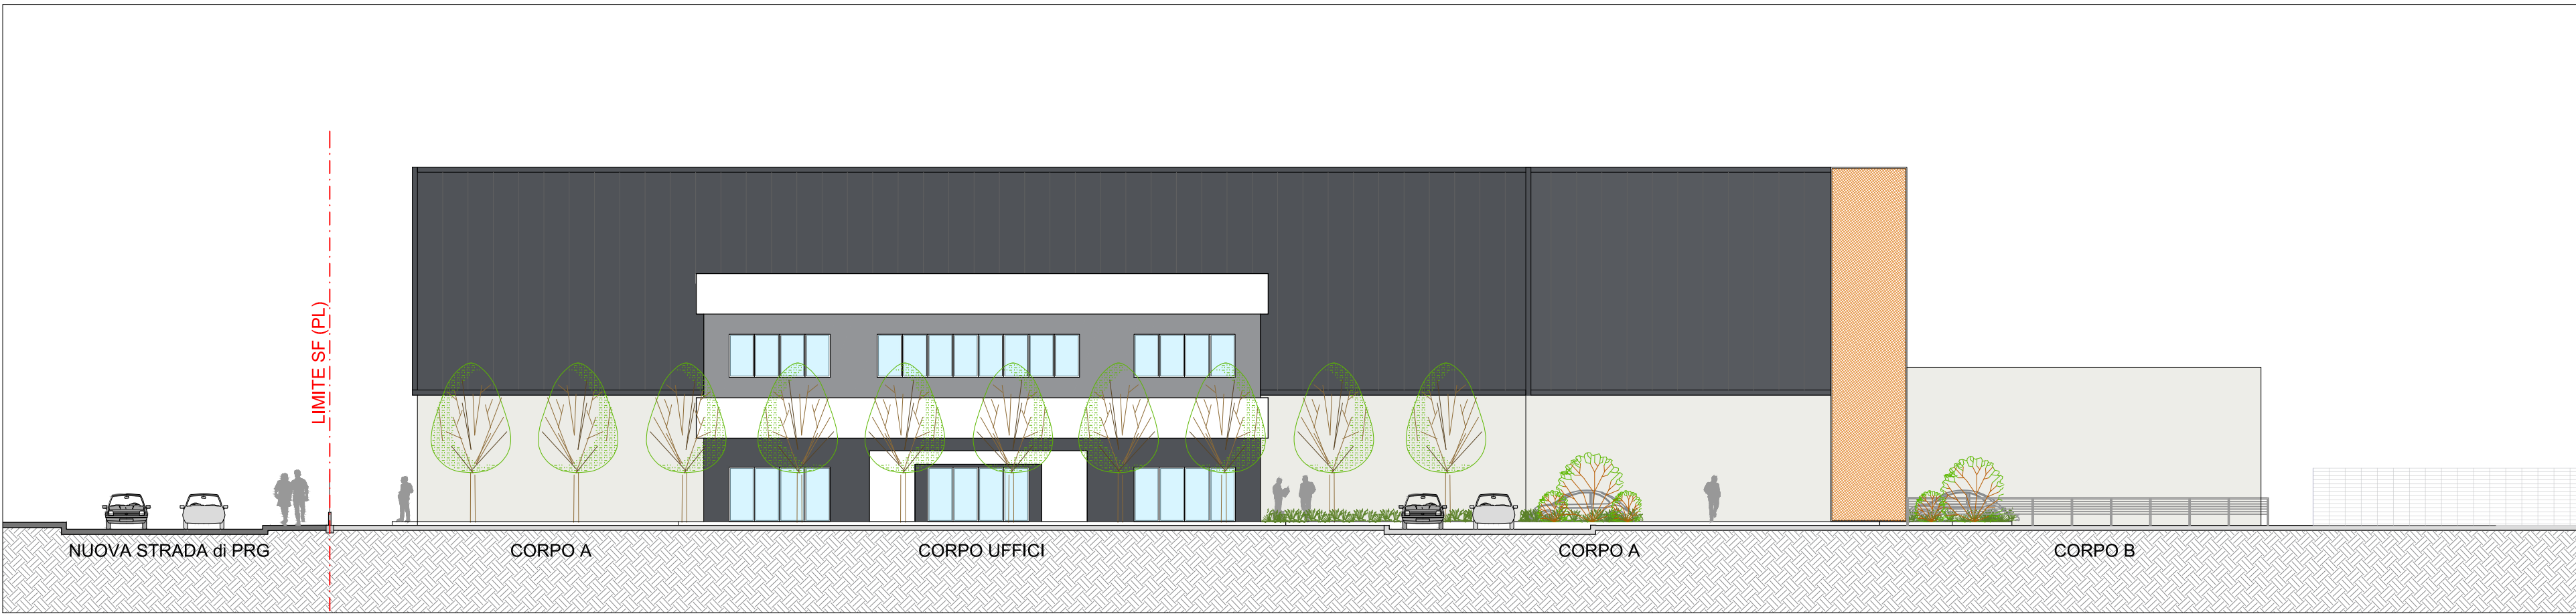 LIMITE SF (PL)
NUOVA STRADA di PRG
CORPO A
CORPO UFFICI
CORPO A
CORPO B